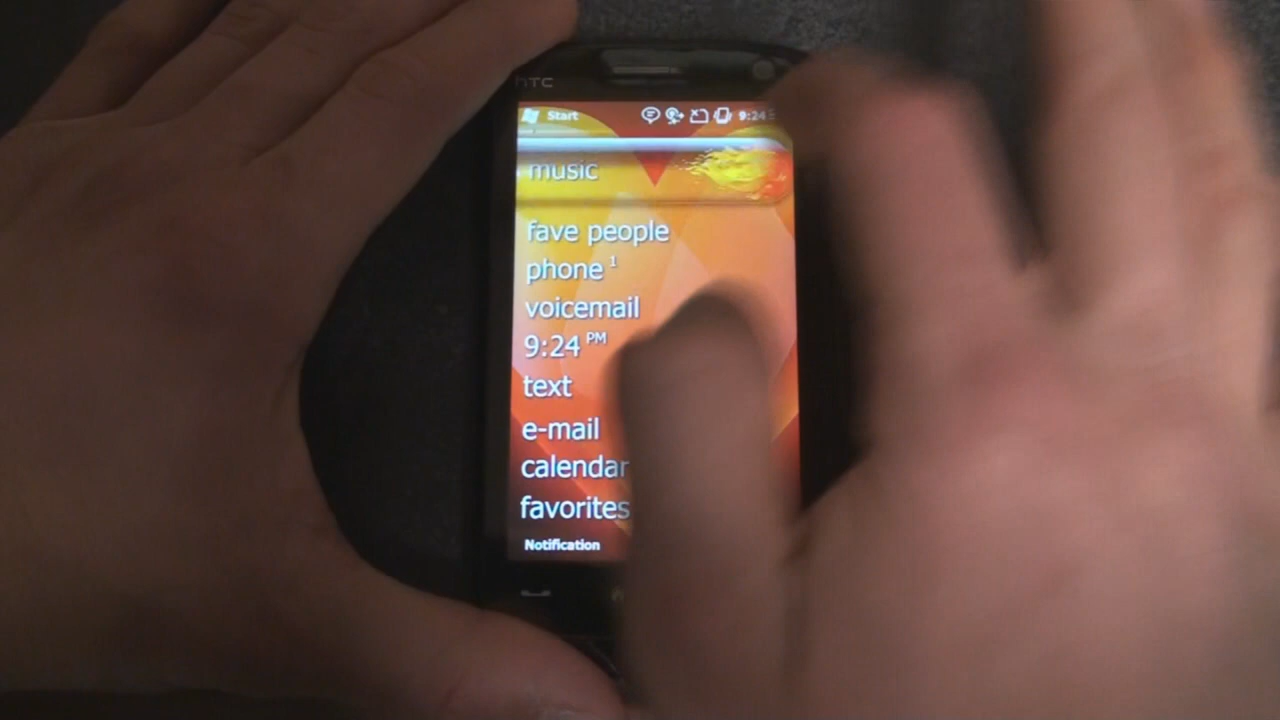 hTC
Start 9:24
music
fave people
phone 1
voicemail
9:24 PM
text
e-mail
calendar
favorites
Notification